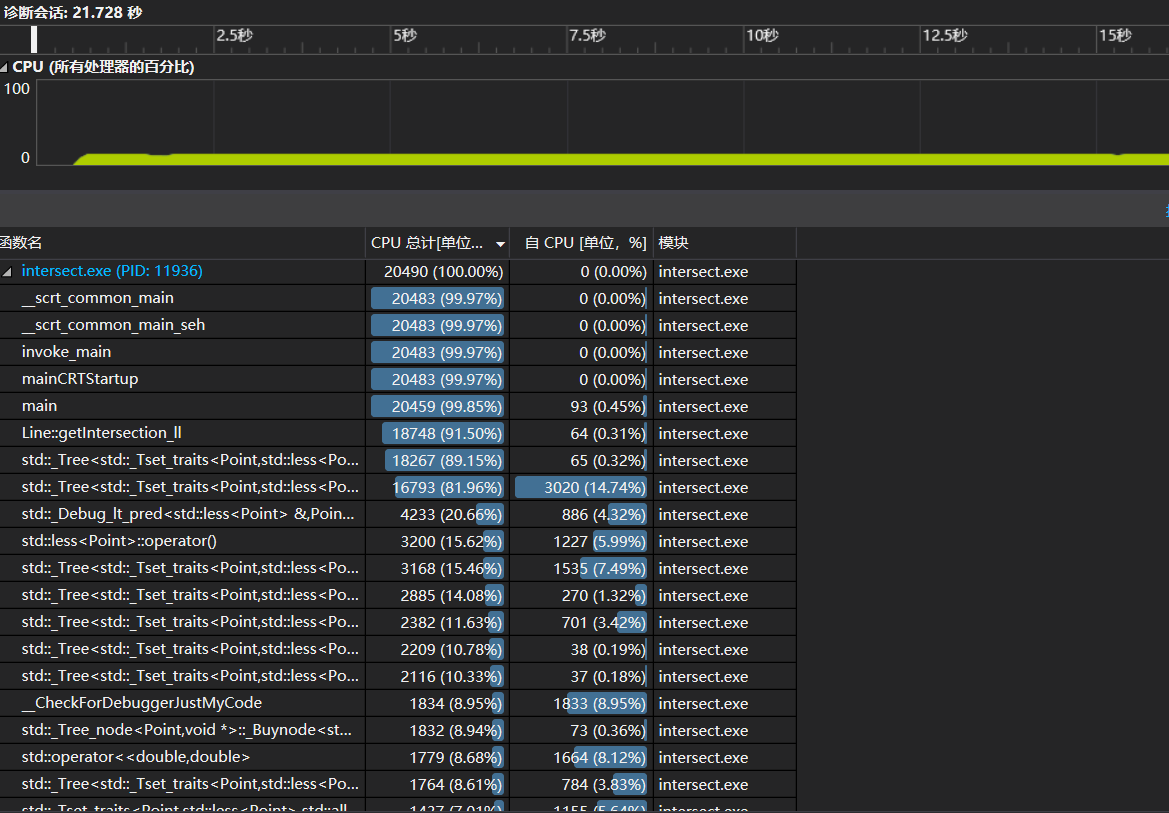 诊断会话: 21.728 秒
2.5秒 5秒 7.5秒 10秒 12.5秒 15秒
CPU (所有处理器的百分比)
100
0
函数名 CPU 总计[单位... 自 CPU [单位, %] 模块
intersect.exe (PID: 11936) 20490 (100.00%) 0 (0.00%) intersect.exe
__scrt_common_main 20483 (99.97%) 0 (0.00%) intersect.exe
__scrt_common_main_seh 20483 (99.97%) 0 (0.00%) intersect.exe
invoke_main 20483 (99.97%) 0 (0.00%) intersect.exe
mainCRTStartup 20483 (99.97%) 0 (0.00%) intersect.exe
main 20459 (99.85%) 93 (0.45%) intersect.exe
Line::getIntersection_ll 18748 (91.50%) 64 (0.31%) intersect.exe
std::_Tree<std::_Tset_traits<Point,std::less<Po... 18267 (89.15%) 65 (0.32%) intersect.exe
std::_Tree<std::_Tset_traits<Point,std::less<Po... 16793 (81.96%) 3020 (14.74%) intersect.exe
std::_Debug_lt_pred<std::less<Point> &,Poin... 4233 (20.66%) 886 (4.32%) intersect.exe
std::less<Point>::operator() 3200 (15.62%) 1227 (5.99%) intersect.exe
std::_Tree<std::_Tset_traits<Point,std::less<Po... 3168 (15.46%) 1535 (7.49%) intersect.exe
std::_Tree<std::_Tset_traits<Point,std::less<Po... 2885 (14.08%) 270 (1.32%) intersect.exe
std::_Tree<std::_Tset_traits<Point,std::less<Po... 2382 (11.63%) 701 (3.42%) intersect.exe
std::_Tree<std::_Tset_traits<Point,std::less<Po... 2209 (10.78%) 38 (0.19%) intersect.exe
std::_Tree<std::_Tset_traits<Point,std::less<Po... 2116 (10.33%) 37 (0.18%) intersect.exe
__CheckForDebuggerJustMyCode 1834 (8.95%) 1833 (8.95%) intersect.exe
std::_Tree_node<Point,void *>::_Buynode<st... 1832 (8.94%) 73 (0.36%) intersect.exe
std::operator<<double,double> 1779 (8.68%) 1664 (8.12%) intersect.exe
std::_Tree<std::_Tset_traits<Point,std::less<Po... 1764 (8.61%) 784 (3.83%) intersect.exe
std::_Tset_traits<Point,std::less<Point>,std::all... 1437 (7.01%) 1155 (5.64%) intersect.exe